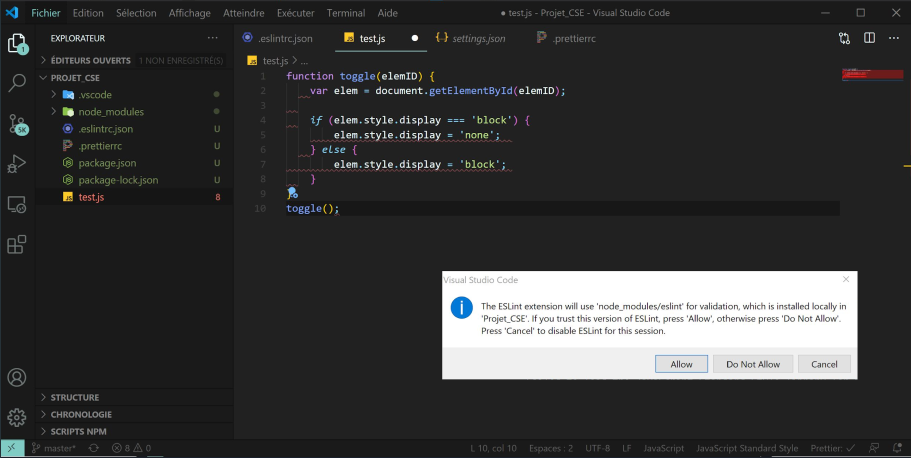 Fichier Edition Sélection Affichage Atteindre Exécuter Terminal Aide ● test.js - Projet_CSE - Visual Studio Code
EXPLORATEUR ...
ÉDITEURS OUVERTS 1 NON ENREGISTRÉ(S)
PROJET_CSE
.vscode
node_modules
.eslintrc.json U
.prettierrc U
package.json U
package-lock.json U
test.js 8
STRUCTURE
CHRONOLOGIE
SCRIPTS NPM
1
5K
.eslintrc.json test.js ● settings.json .prettierrc
test.js > ...
1 function toggle(elemID) {
2 var elem = document.getElementById(elemID);
3
4 if (elem.style.display === 'block') {
5 elem.style.display = 'none';
6 } else {
7 elem.style.display = 'block';
8 }
9 }
10 toggle();
Visual Studio Code
The ESLint extension will use 'node_modules/eslint' for validation, which is installed locally in
'Projet_CSE'. If you trust this version of ESLint, press 'Allow', otherwise press 'Do Not Allow'.
Press 'Cancel' to disable ESLint for this session.
Allow Do Not Allow Cancel
master* 8 0 L 10, col 10 Espaces : 2 UTF-8 LF JavaScript JavaScript Standard Style Prettier: ✓